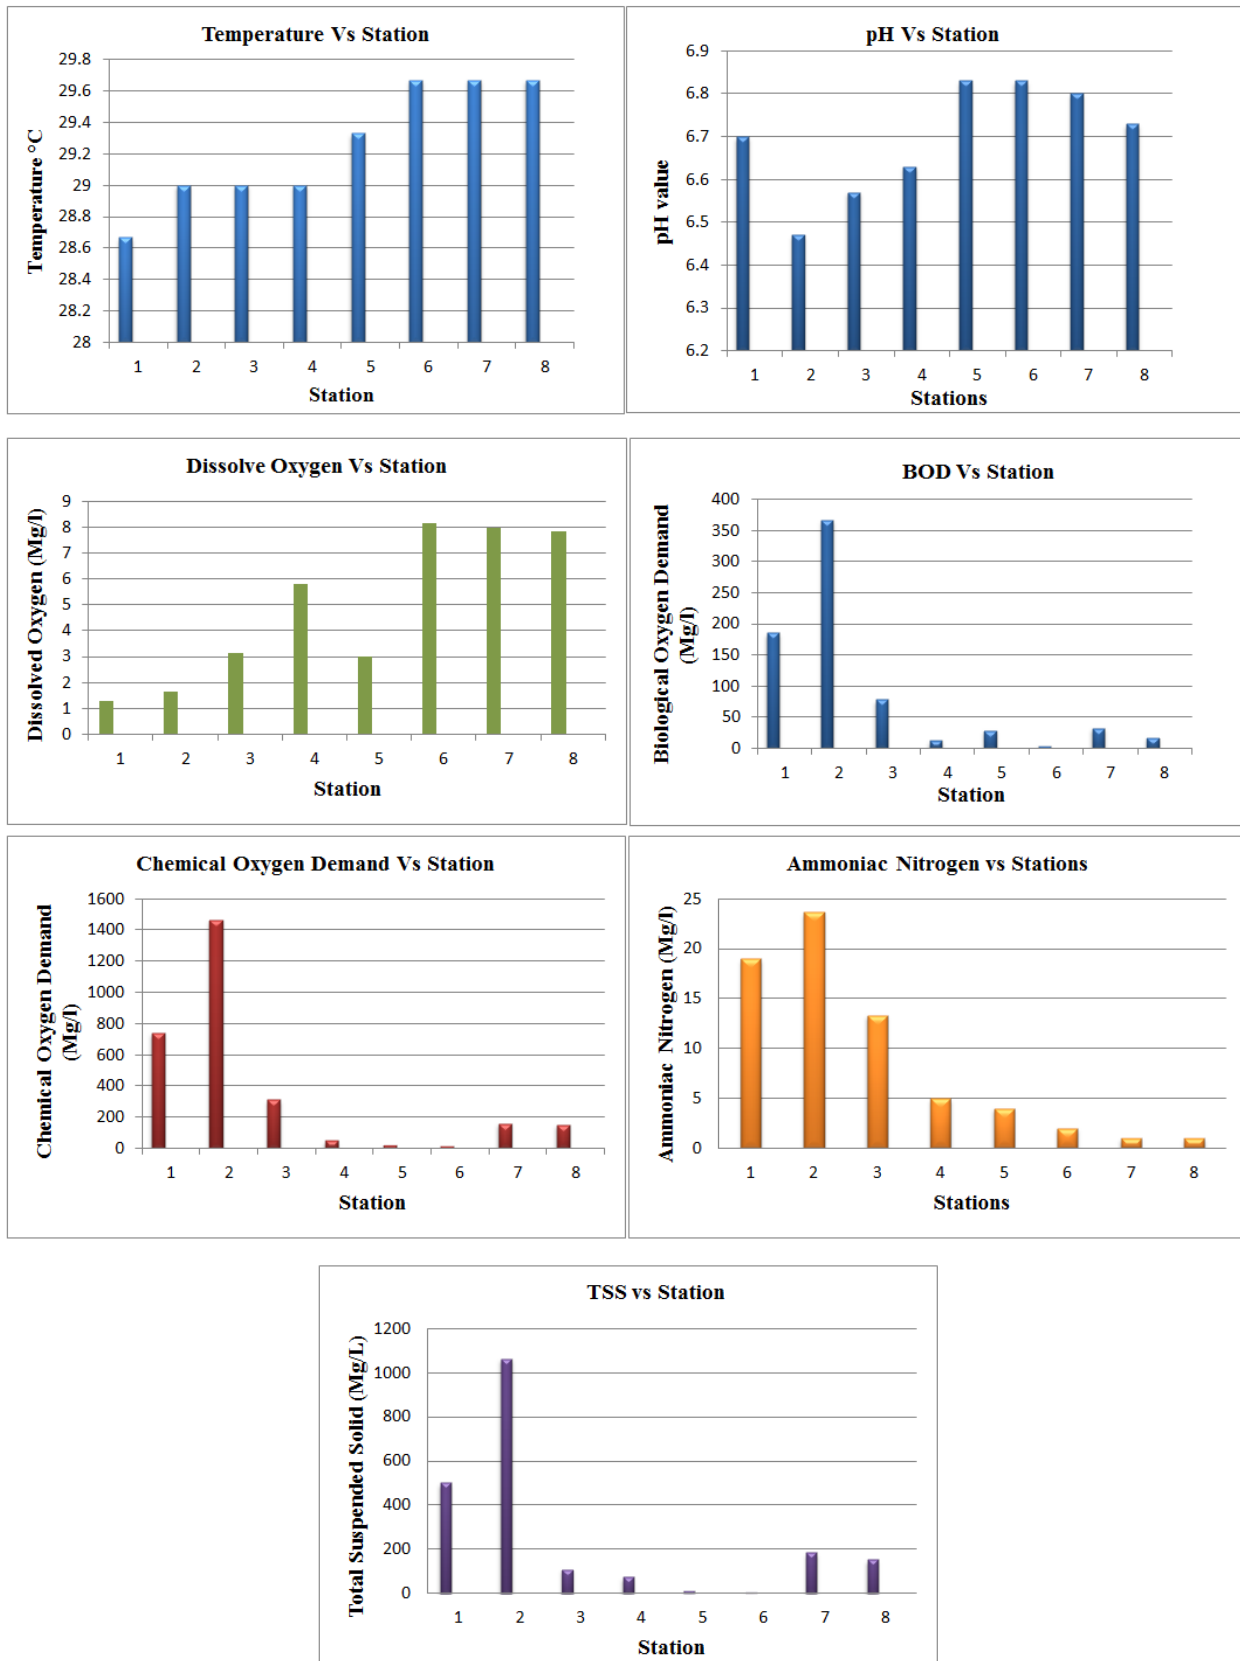 Temperature Vs Station
29.8
29.6
29.4
29.2
29
28.8
28.6
28.4
28.2
28
Temperature °C
1 2 3 4 5 6 7 8
Station
pH Vs Station
6.9
6.8
6.7
6.6
6.5
6.4
6.3
6.2
pH value
1 2 3 4 5 6 7 8
Stations
Dissolve Oxygen Vs Station
9
8
7
6
5
4
3
2
1
0
Dissolved Oxygen (Mg/l)
1 2 3 4 5 6 7 8
Station
BOD Vs Station
400
350
300
250
200
150
100
50
0
Biological Oxygen Demand
(Mg/l)
1 2 3 4 5 6 7 8
Station
Chemical Oxygen Demand Vs Station
1600
1400
1200
1000
800
600
400
200
0
Chemical Oxygen Demand
(Mg/l)
1 2 3 4 5 6 7 8
Station
Ammoniac Nitrogen vs Stations
25
20
15
10
5
0
Ammoniac Nitrogen (Mg/l)
1 2 3 4 5 6 7 8
Stations
TSS vs Station
1200
1000
800
600
400
200
0
Total Suspended Solid (Mg/L)
1 2 3 4 5 6 7 8
Station